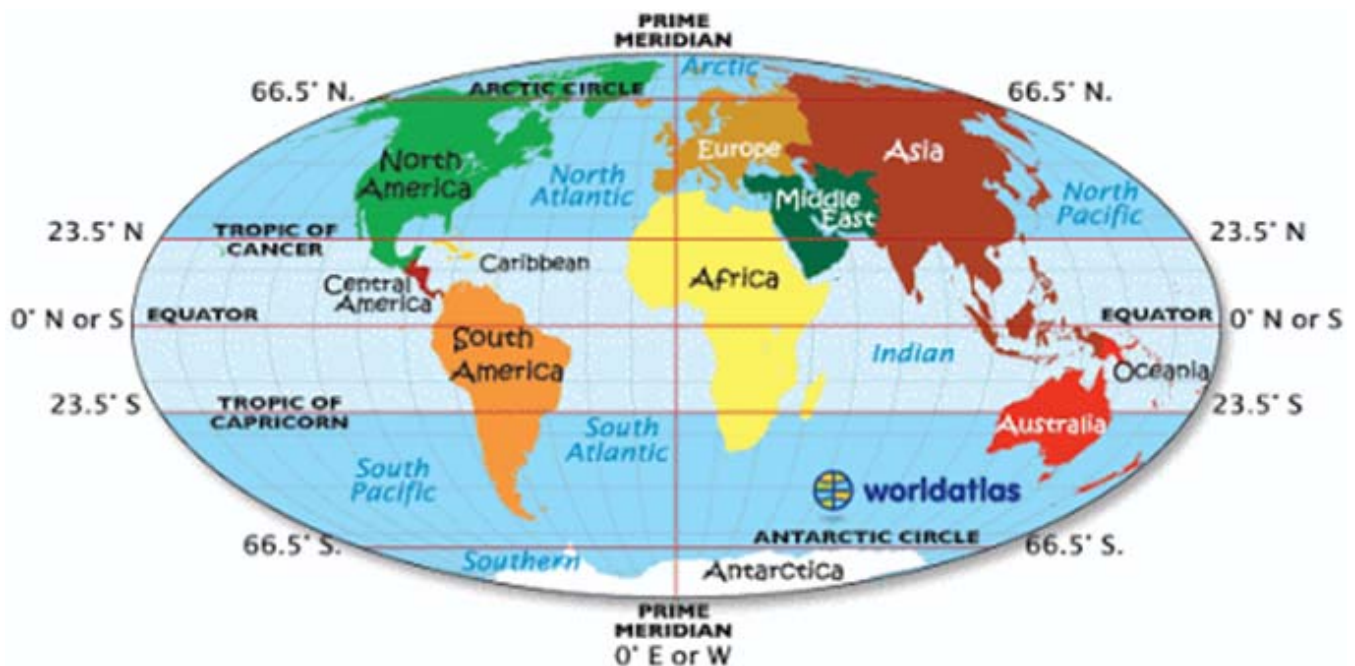 PRIME
MERIDIAN
Arctic
66.5° N.
ARCTIC CIRCLE
66.5° N.
North
America
North
Atlantic
Europe
Asia
Middle
East
North
Pacific
23.5° N
TROPIC OF
CANCER
23.5° N
Caribbean
Central
America
Africa
0° N or S
EQUATOR
EQUATOR
0° N or S
South
America
Indian
Oceania
23.5° S
TROPIC OF
CAPRICORN
23.5° S
Australia
South
Atlantic
South
Pacific
worldatlas
66.5° S.
ANTARCTIC CIRCLE
66.5° S.
Southern
Antarctica
PRIME
MERIDIAN
0° E or W